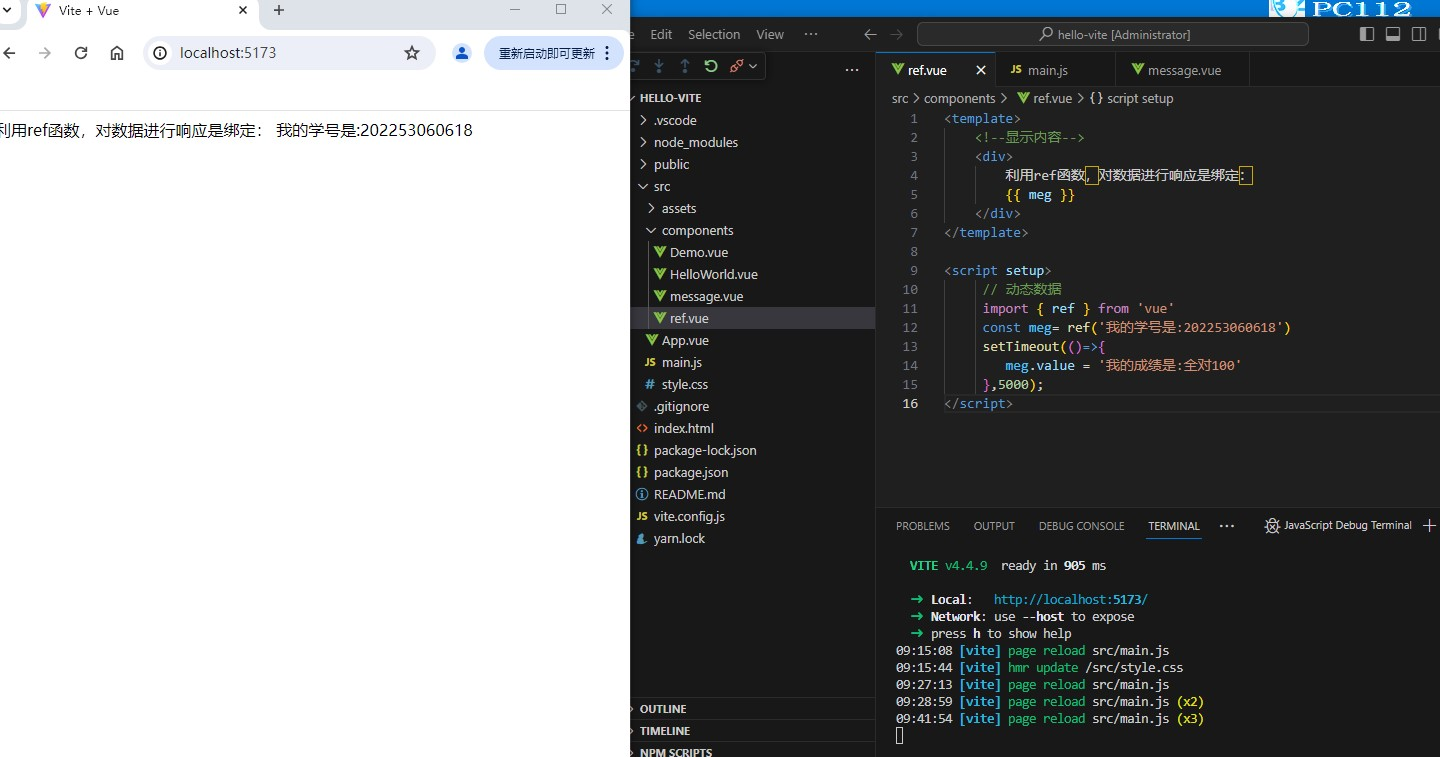 Vite + Vue
localhost:5173
重新启动即可更新
利用ref函数，对数据进行响应是绑定： 我的学号是:202253060618
PC112
Edit Selection View ···
hello-vite [Administrator]
HELLO-VITE
.vscode
node_modules
public
src
assets
components
Demo.vue
HelloWorld.vue
message.vue
ref.vue
App.vue
JS main.js
# style.css
.gitignore
<> index.html
{} package-lock.json
{} package.json
README.md
JS vite.config.js
yarn.lock
OUTLINE
TIMELINE
NPM SCRIPTS
ref.vue
JS main.js
message.vue
src > components > ref.vue > {} script setup
1 <template>
2 <!--显示内容-->
3 <div>
4 利用ref函数，对数据进行响应是绑定：
5 {{ meg }}
6 </div>
7 </template>
8
9 <script setup>
10 // 动态数据
11 import { ref } from 'vue'
12 const meg= ref('我的学号是:202253060618')
13 setTimeout(()=>{
14 meg.value = '我的成绩是:全对100'
15 },5000);
16 </script>
PROBLEMS OUTPUT DEBUG CONSOLE TERMINAL ··· JavaScript Debug Terminal
VITE v4.4.9 ready in 905 ms
➜ Local: http://localhost:5173/
➜ Network: use --host to expose
➜ press h to show help
09:15:08 [vite] page reload src/main.js
09:15:44 [vite] hmr update /src/style.css
09:27:13 [vite] page reload src/main.js
09:28:59 [vite] page reload src/main.js (x2)
09:41:54 [vite] page reload src/main.js (x3)